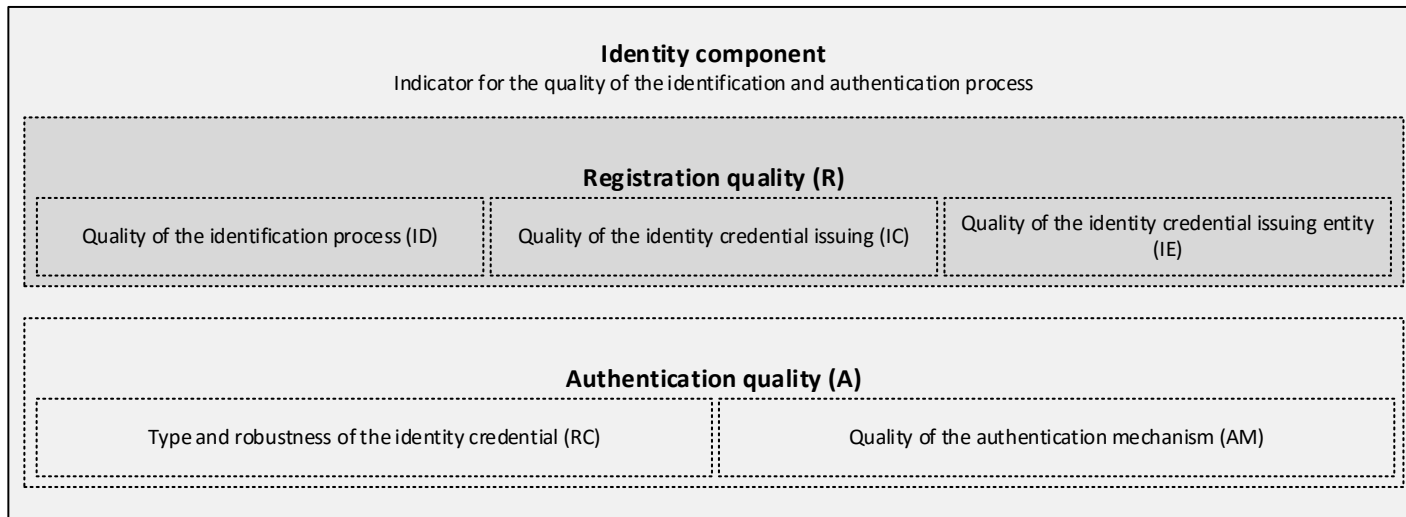 Identity component
Indicator for the quality of the identification and authentication process
Registration quality (R)
Quality of the identification process (ID)
Quality of the identity credential issuing (IC)
Quality of the identity credential issuing entity
(IE)
Authentication quality (A)
Type and robustness of the identity credential (RC)
Quality of the authentication mechanism (AM)